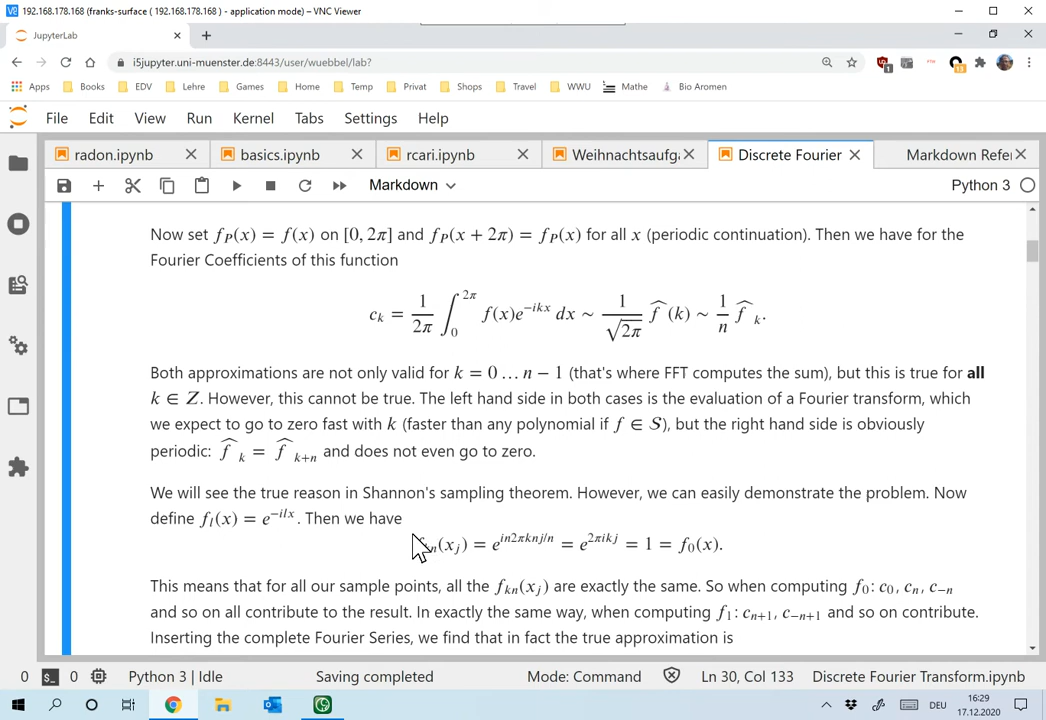 192.168.178.168 (franks-surface ( 192.168.178.168 ) - application mode) - VNC Viewer
JupyterLab
i5jupyter.uni-muenster.de:8443/user/wuebbel/lab?
Apps Books EDV Lehre Games Home Temp Privat Shops Travel WWU Mathe Bio Aromen
File Edit View Run Kernel Tabs Settings Help
radon.ipynb basics.ipynb rcari.ipynb Weihnachtsaufg Discrete Fourier Markdown Refer
Markdown Python 3
Now set f_P(x) = f(x) on [0, 2π] and f_P(x + 2π) = f_P(x) for all x (periodic continuation). Then we have for the
Fourier Coefficients of this function
c_k = 1/2π ∫_0^{2π} f(x)e^{−ikx} dx ∼ 1/√2π f̂(k) ∼ 1/n f̂_k.
Both approximations are not only valid for k = 0 … n − 1 (that's where FFT computes the sum), but this is true for all
k ∈ Z. However, this cannot be true. The left hand side in both cases is the evaluation of a Fourier transform, which
we expect to go to zero fast with k (faster than any polynomial if f ∈ S), but the right hand side is obviously
periodic: f̂_k = f̂_{k+n} and does not even go to zero.
We will see the true reason in Shannon's sampling theorem. However, we can easily demonstrate the problem. Now
define f_l(x) = e^{−ilx}. Then we have
(x_j) = e^{in2πknj/n} = e^{2πikj} = 1 = f_0(x).
This means that for all our sample points, all the f_{kn}(x_j) are exactly the same. So when computing f_0: c_0, c_n, c_{−n}
and so on all contribute to the result. In exactly the same way, when computing f_1: c_{n+1}, c_{−n+1} and so on contribute.
Inserting the complete Fourier Series, we find that in fact the true approximation is
0 0 Python 3 | Idle Saving completed Mode: Command Ln 30, Col 133 Discrete Fourier Transform.ipynb
DEU 16:29
17.12.2020